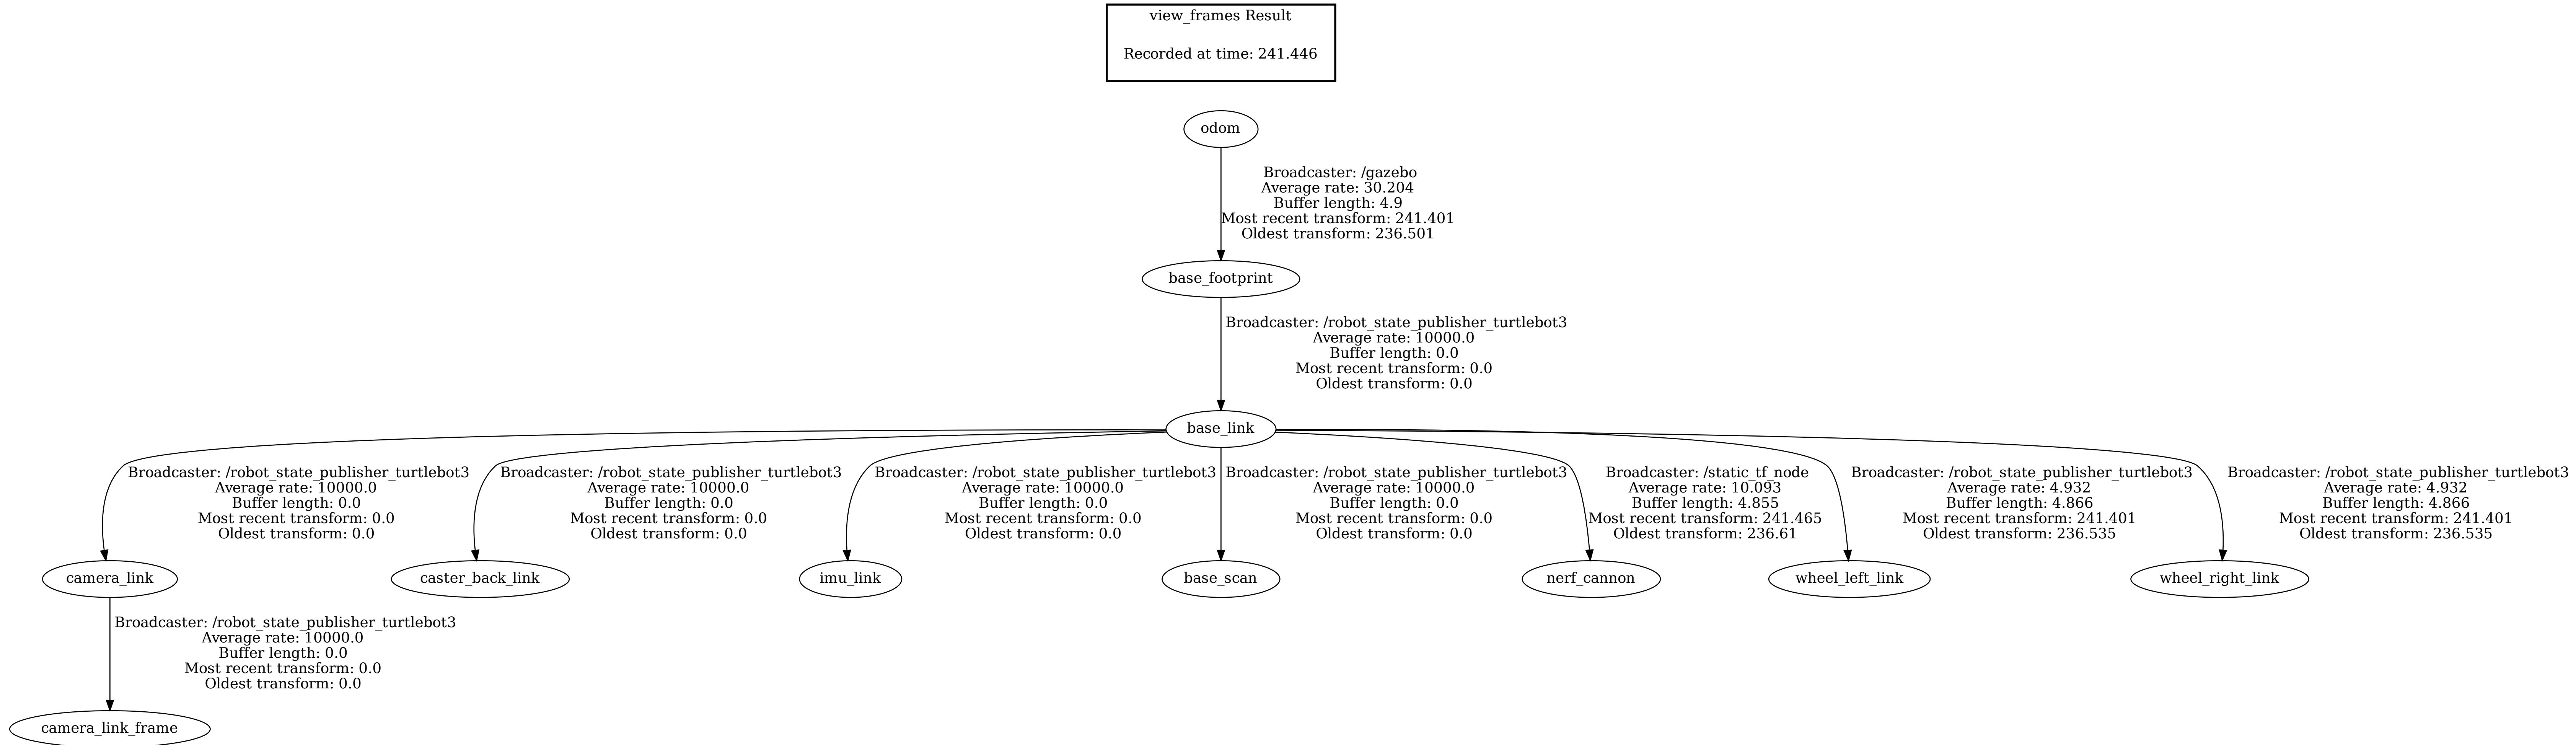 view_frames Result
Recorded at time: 241.446
odom
Broadcaster: /gazebo
Average rate: 30.204
Buffer length: 4.9
Most recent transform: 241.401
Oldest transform: 236.501
base_footprint
Broadcaster: /robot_state_publisher_turtlebot3
Average rate: 10000.0
Buffer length: 0.0
Most recent transform: 0.0
Oldest transform: 0.0
base_link
Broadcaster: /robot_state_publisher_turtlebot3
Average rate: 10000.0
Buffer length: 0.0
Most recent transform: 0.0
Oldest transform: 0.0
Broadcaster: /robot_state_publisher_turtlebot3
Average rate: 10000.0
Buffer length: 0.0
Most recent transform: 0.0
Oldest transform: 0.0
Broadcaster: /robot_state_publisher_turtlebot3
Average rate: 10000.0
Buffer length: 0.0
Most recent transform: 0.0
Oldest transform: 0.0
Broadcaster: /robot_state_publisher_turtlebot3
Average rate: 10000.0
Buffer length: 0.0
Most recent transform: 0.0
Oldest transform: 0.0
Broadcaster: /static_tf_node
Average rate: 10.093
Buffer length: 4.855
Most recent transform: 241.465
Oldest transform: 236.61
Broadcaster: /robot_state_publisher_turtlebot3
Average rate: 4.932
Buffer length: 4.866
Most recent transform: 241.401
Oldest transform: 236.535
Broadcaster: /robot_state_publisher_turtlebot3
Average rate: 4.932
Buffer length: 4.866
Most recent transform: 241.401
Oldest transform: 236.535
camera_link
caster_back_link
imu_link
base_scan
nerf_cannon
wheel_left_link
wheel_right_link
Broadcaster: /robot_state_publisher_turtlebot3
Average rate: 10000.0
Buffer length: 0.0
Most recent transform: 0.0
Oldest transform: 0.0
camera_link_frame